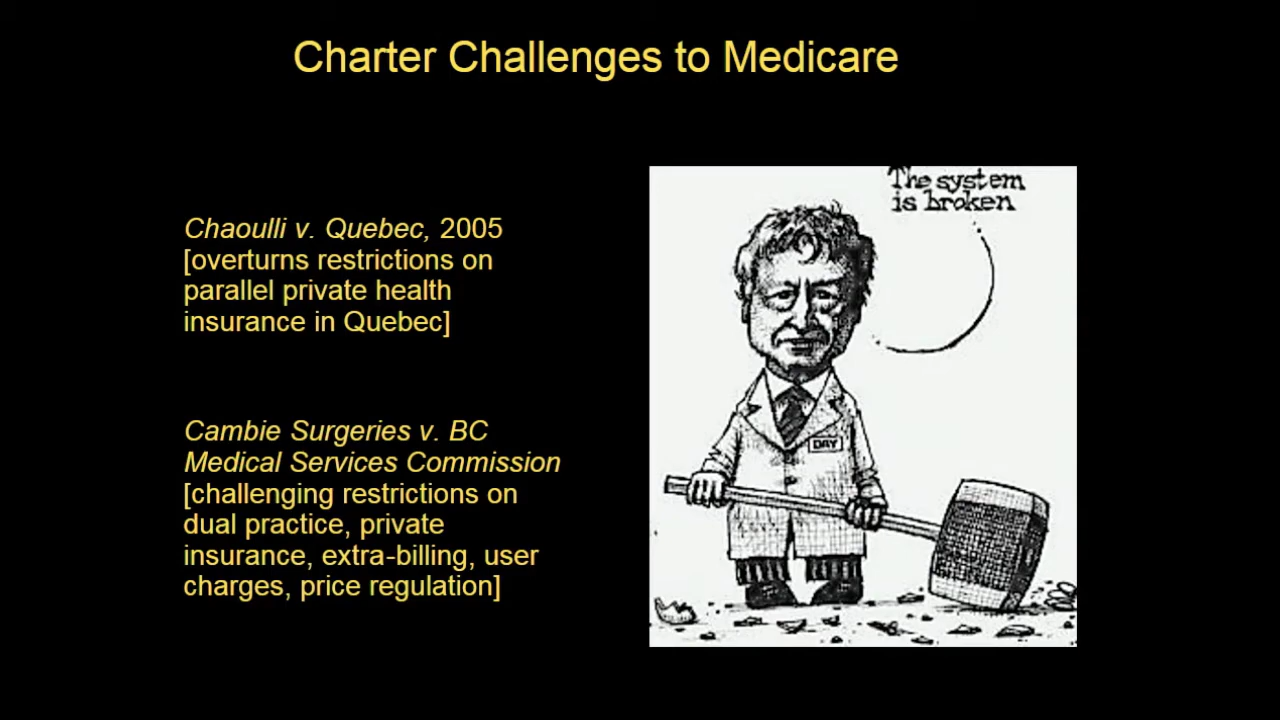 Charter Challenges to Medicare
Chaoulli v. Quebec, 2005
[overturns restrictions on
parallel private health
insurance in Quebec]
Cambie Surgeries v. BC
Medical Services Commission
[challenging restrictions on
dual practice, private
insurance, extra-billing, user
charges, price regulation]
The system
is broken
DAY